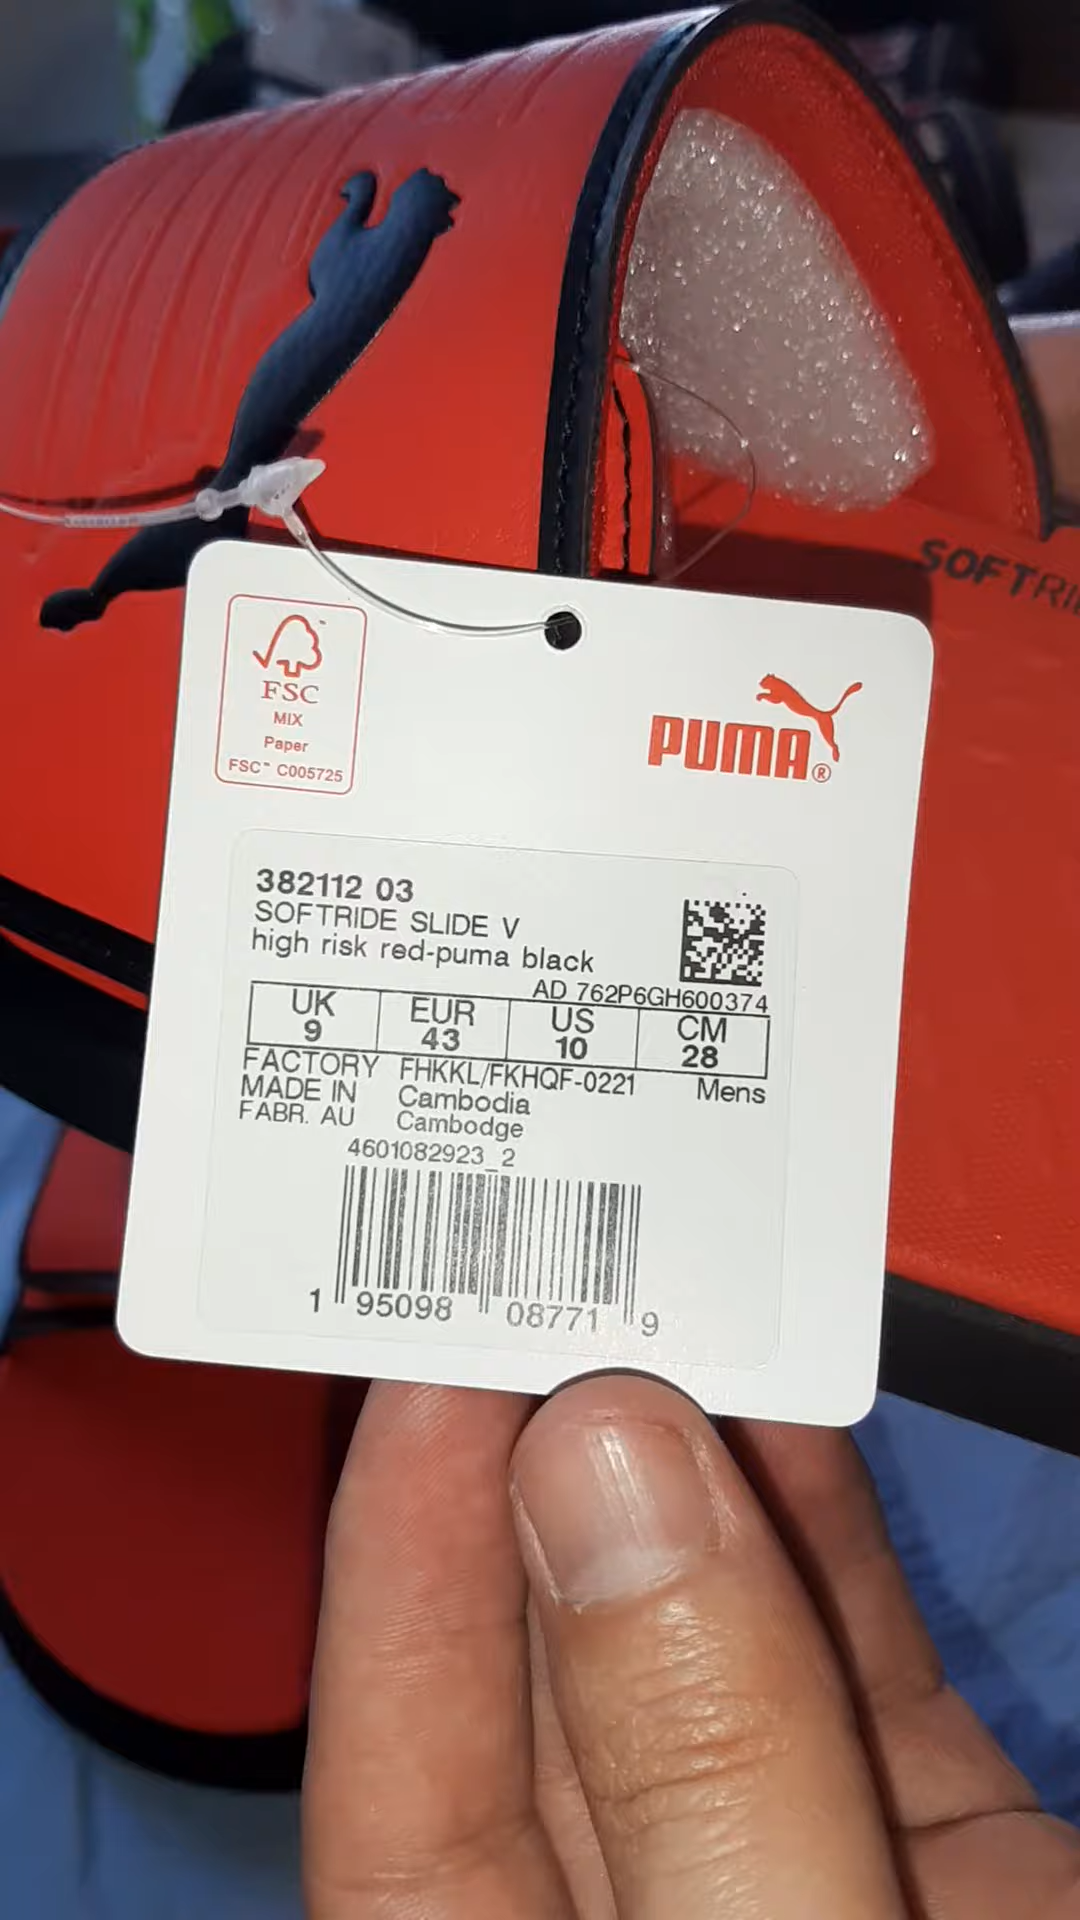 SOFTRI
FSC
MIX
Paper
FSC™ C005725
PUMA®
382112 03
SOFTRIDE SLIDE V
high risk red-puma black
AD 762P6GH600374
UK EUR US CM
9 43 10 28
FACTORY FHKKL/FKHQF-0221 Mens
MADE IN Cambodia
FABR. AU Cambodge
4601082923_2
1 95098 08771 9